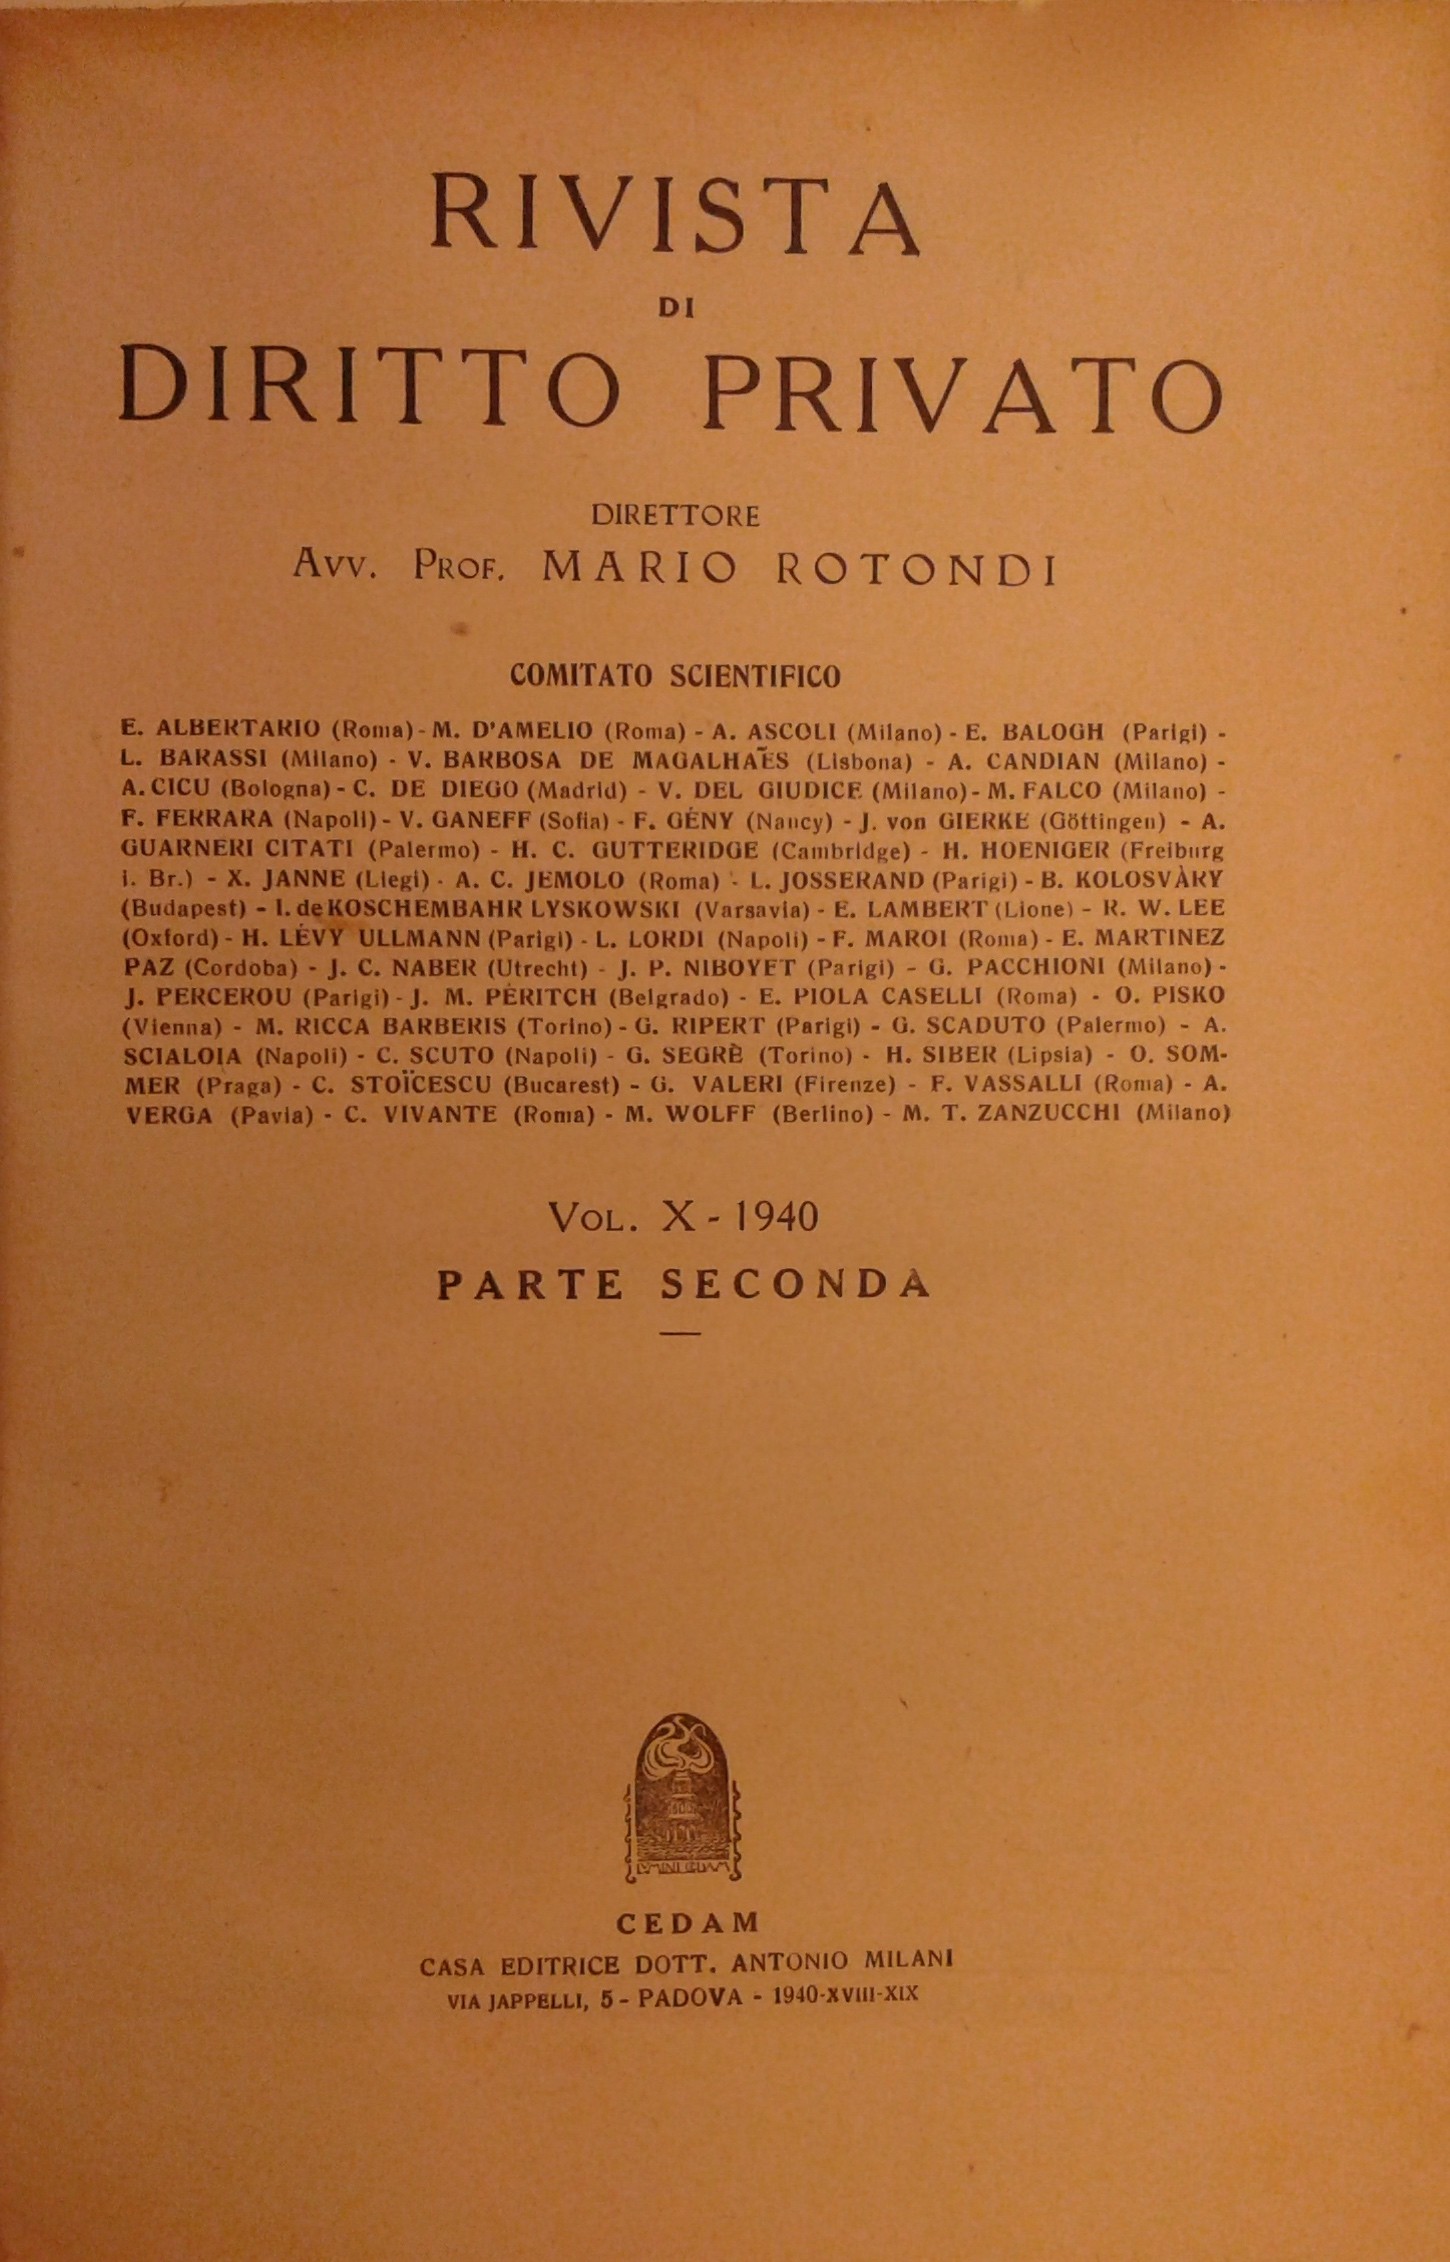 RIVISTA
DI
DIRITTO PRIVATO
DIRETTORE
AVV. PROF. MARIO ROTONDI
COMITATO SCIENTIFICO
E. ALBERTARIO (Roma) - M. D'AMELIO (Roma) - A. ASCOLI (Milano) - E. BALOGH (Parigi) -
L. BARASSI (Milano) - V. BARBOSA DE MAGALHAẼS (Lisbona) - A. CANDIAN (Milano) -
A. CICU (Bologna) - C. DE DIEGO (Madrid) - V. DEL GIUDICE (Milano) - M. FALCO (Milano) -
F. FERRARA (Napoli) - V. GANEFF (Sofia) - F. GÉNY (Nancy) - J. von GIERKE (Göttingen) - A.
GUARNERI CITATI (Palermo) - H. C. GUTTERIDGE (Cambridge) - H. HOENIGER (Freiburg
i. Br.) - X. JANNE (Liegi) - A. C. JEMOLO (Roma) - L. JOSSERAND (Parigi) - B. KOLOSVÀRY
(Budapest) - I. de KOSCHEMBAHR LYSKOWSKI (Varsavia) - E. LAMBERT (Lione) - R. W. LEE
(Oxford) - H. LÉVY ULLMANN (Parigi) - L. LORDI (Napoli) - F. MAROI (Roma) - E. MARTINEZ
PAZ (Cordoba) - J. C. NABER (Utrecht) - J. P. NIBOYET (Parigi) - G. PACCHIONI (Milano) -
J. PERCEROU (Parigi) - J. M. PÉRITCH (Belgrado) - E. PIOLA CASELLI (Roma) - O. PISKO
(Vienna) - M. RICCA BARBERIS (Torino) - G. RIPERT (Parigi) - G. SCADUTO (Palermo) - A.
SCIALOIA (Napoli) - C. SCUTO (Napoli) - G. SEGRÈ (Torino) - H. SIBER (Lipsia) - O. SOM-
MER (Praga) - C. STOÏCESCU (Bucarest) - G. VALERI (Firenze) - F. VASSALLI (Roma) - A.
VERGA (Pavia) - C. VIVANTE (Roma) - M. WOLFF (Berlino) - M. T. ZANZUCCHI (Milano)
VOL. X - 1940
PARTE SECONDA
CEDAM
CASA EDITRICE DOTT. ANTONIO MILANI
VIA JAPPELLI, 5 - PADOVA - 1940-XVIII-XIX